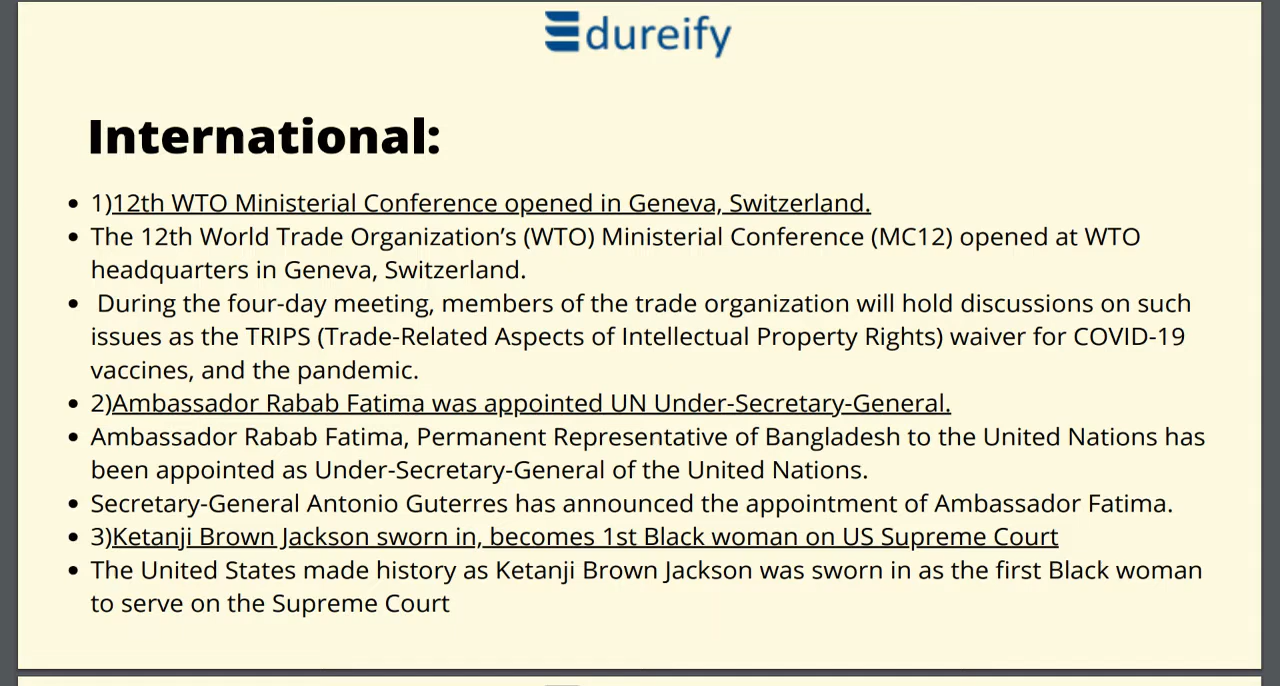 Edureify
International:
• 1)12th WTO Ministerial Conference opened in Geneva, Switzerland.
• The 12th World Trade Organization’s (WTO) Ministerial Conference (MC12) opened at WTO
headquarters in Geneva, Switzerland.
• During the four-day meeting, members of the trade organization will hold discussions on such
issues as the TRIPS (Trade-Related Aspects of Intellectual Property Rights) waiver for COVID-19
vaccines, and the pandemic.
• 2)Ambassador Rabab Fatima was appointed UN Under-Secretary-General.
• Ambassador Rabab Fatima, Permanent Representative of Bangladesh to the United Nations has
been appointed as Under-Secretary-General of the United Nations.
• Secretary-General Antonio Guterres has announced the appointment of Ambassador Fatima.
• 3)Ketanji Brown Jackson sworn in, becomes 1st Black woman on US Supreme Court
• The United States made history as Ketanji Brown Jackson was sworn in as the first Black woman
to serve on the Supreme Court